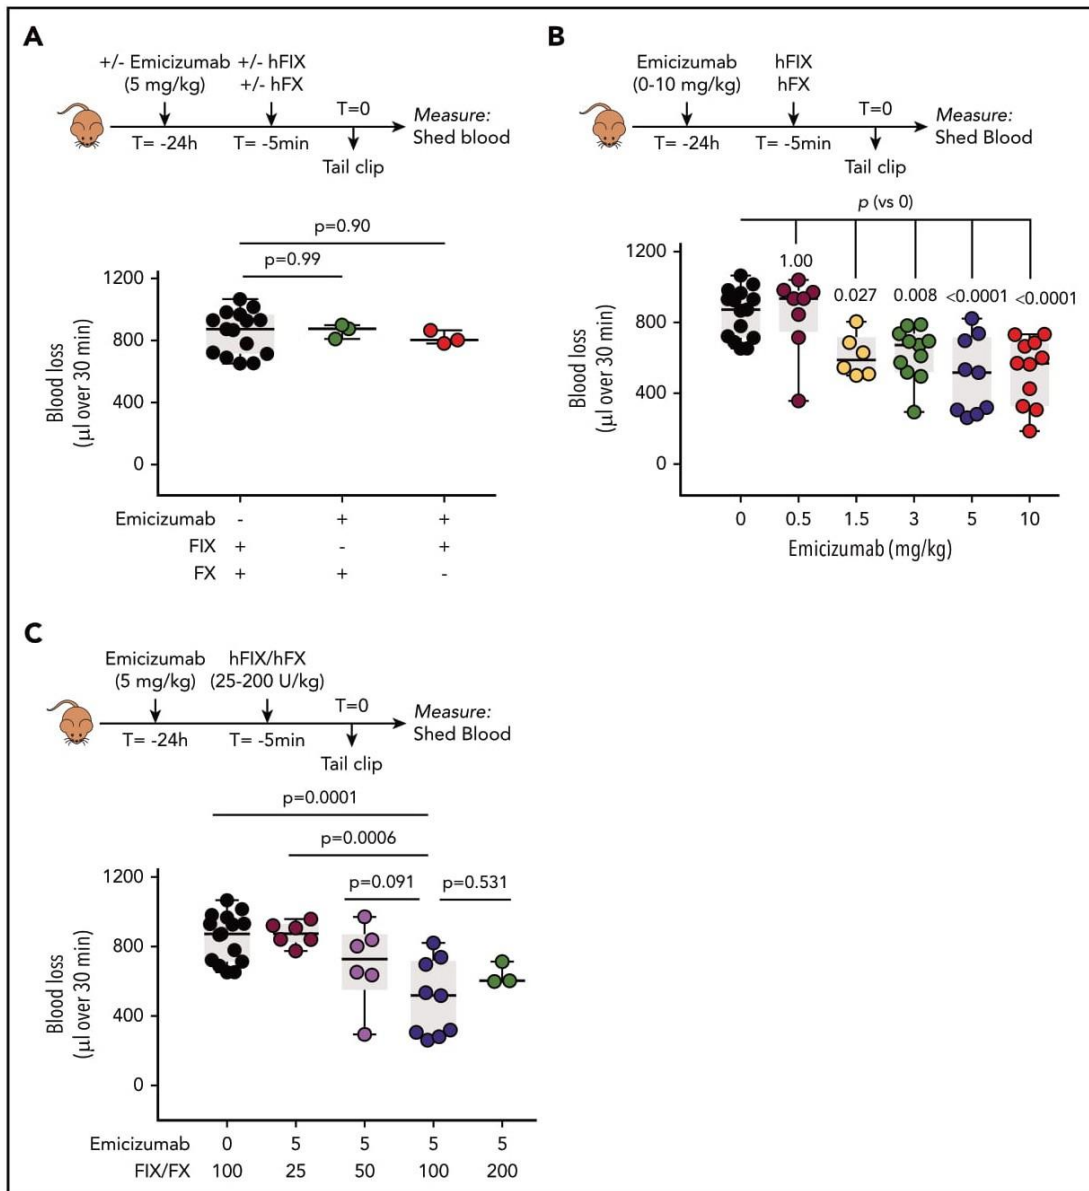 A
+/- Emicizumab +/- hFIX
(5 mg/kg) +/- hFX
T=0
Measure:
Shed blood
T= -24h T= -5min
Tail clip
p=0.90
p=0.99
1200
800
400
0
Blood loss
(µl over 30 min)
Emicizumab - + +
FIX + - +
FX + + -
B
Emicizumab hFIX
(0-10 mg/kg) hFX
T=0
Measure:
Shed Blood
T= -24h T= -5min
Tail clip
p (vs 0)
1.00
0.027 0.008 <0.0001 <0.0001
1200
800
400
0
Blood loss
(µl over 30 min)
0 0.5 1.5 3 5 10
Emicizumab (mg/kg)
C
Emicizumab hFIX/hFX
(5 mg/kg) (25-200 U/kg)
T=0
Measure:
Shed Blood
T= -24h T= -5min
Tail clip
p=0.0001
p=0.0006
p=0.091 p=0.531
1200
800
400
0
Blood loss
(µl over 30 min)
Emicizumab 0 5 5 5 5
FIX/FX 100 25 50 100 200